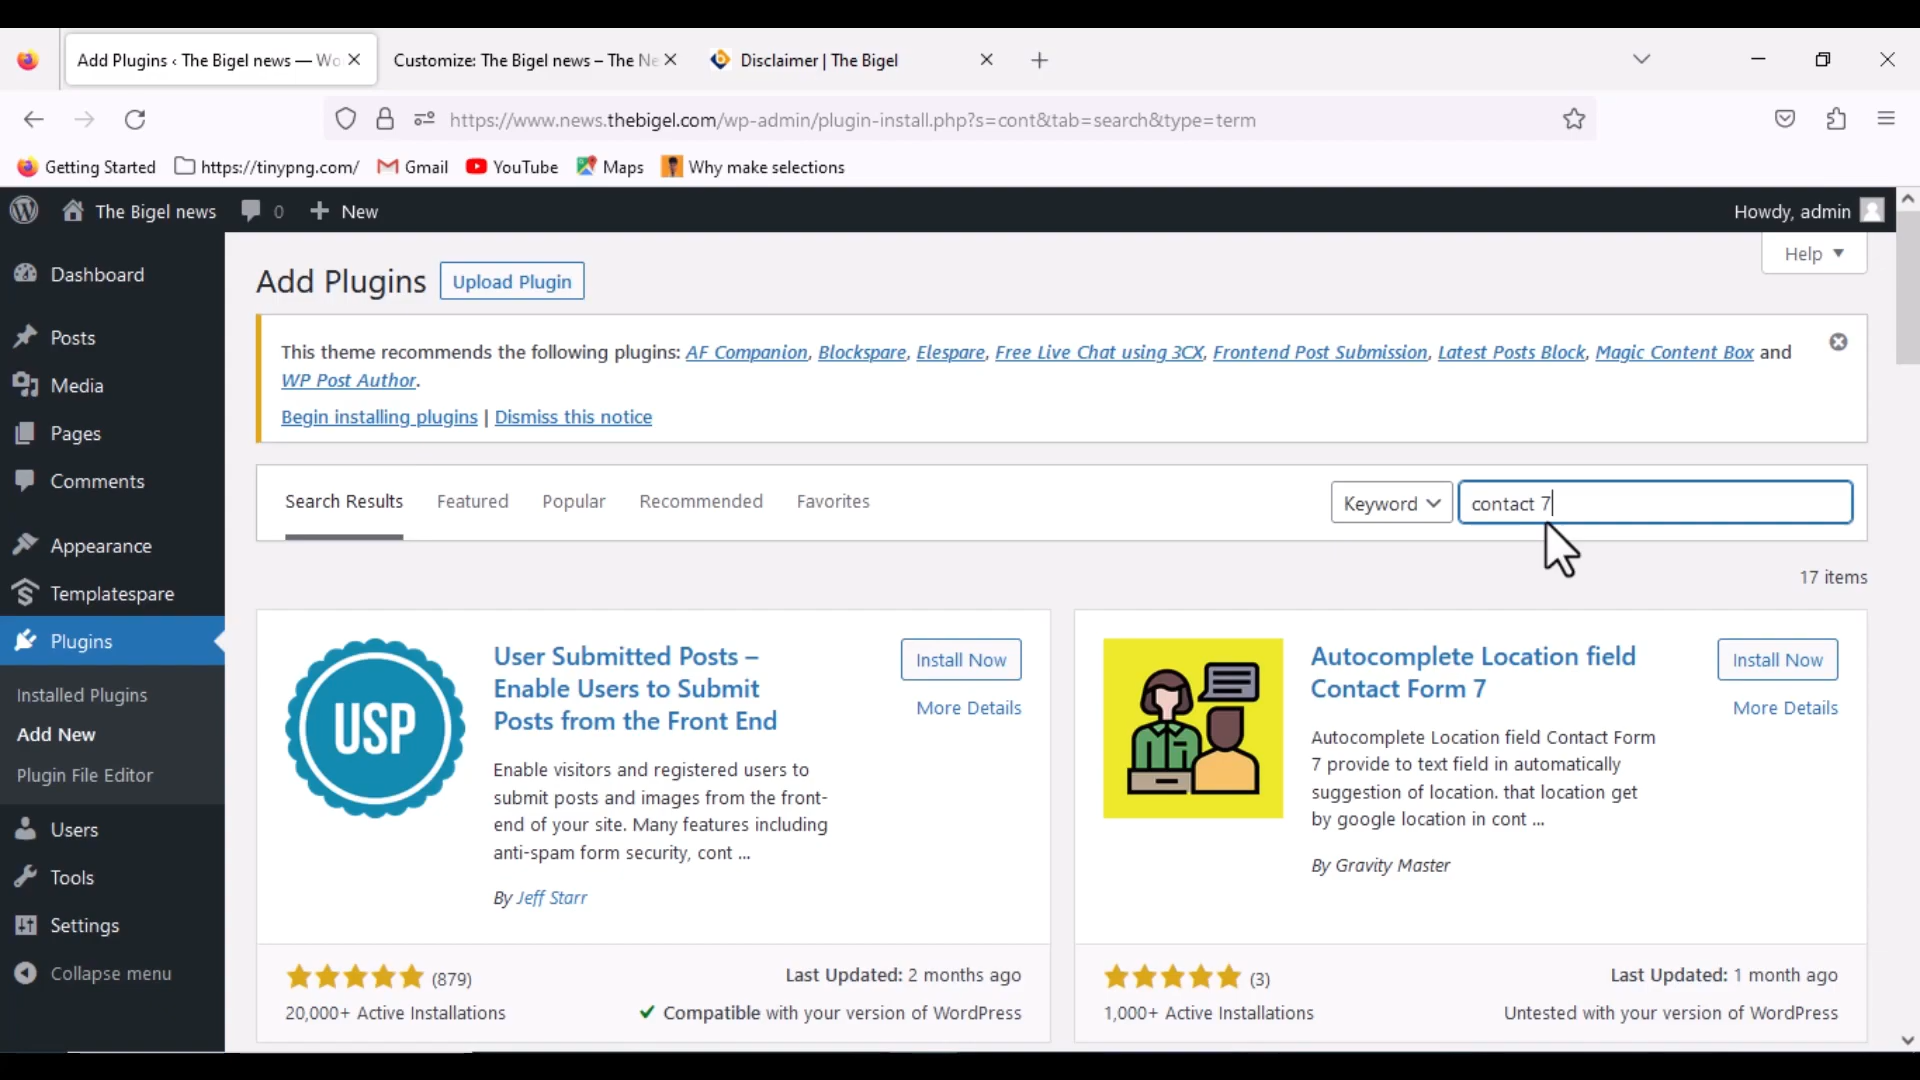 Add Plugins ‹ The Bigel news — Wo
Customize: The Bigel news – The Ne
Disclaimer | The Bigel
https://www.news.thebigel.com/wp-admin/plugin-install.php?s=cont&tab=search&type=term
Getting Started
https://tinypng.com/
Gmail
YouTube
Maps
Why make selections
The Bigel news
0
New
Howdy, admin
Dashboard
Posts
Media
Pages
Comments
Appearance
Templatespare
Plugins
Installed Plugins
Add New
Plugin File Editor
Users
Tools
Settings
Collapse menu
Help
Add Plugins
Upload Plugin
This theme recommends the following plugins: AF Companion, Blockspare, Elespare, Free Live Chat using 3CX, Frontend Post Submission, Latest Posts Block, Magic Content Box and
WP Post Author.
Begin installing plugins | Dismiss this notice
Search Results
Featured
Popular
Recommended
Favorites
Keyword
contact 7
17 items
USP
User Submitted Posts –
Enable Users to Submit
Posts from the Front End
Install Now
More Details
Enable visitors and registered users to
submit posts and images from the front-
end of your site. Many features including
anti-spam form security, cont ...
By Jeff Starr
(879)
Last Updated: 2 months ago
20,000+ Active Installations
Compatible with your version of WordPress
Autocomplete Location field
Contact Form 7
Install Now
More Details
Autocomplete Location field Contact Form
7 provide to text field in automatically
suggestion of location. that location get
by google location in cont ...
By Gravity Master
(3)
Last Updated: 1 month ago
1,000+ Active Installations
Untested with your version of WordPress